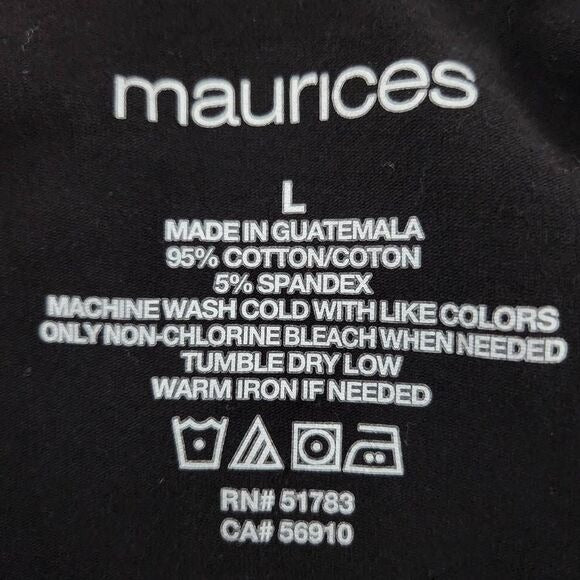 maurices
L
MADE IN GUATEMALA
95% COTTON/COTON
5% SPANDEX
MACHINE WASH COLD WITH LIKE COLORS
ONLY NON-CHLORINE BLEACH WHEN NEEDED
TUMBLE DRY LOW
WARM IRON IF NEEDED
RN# 51783
CA# 56910